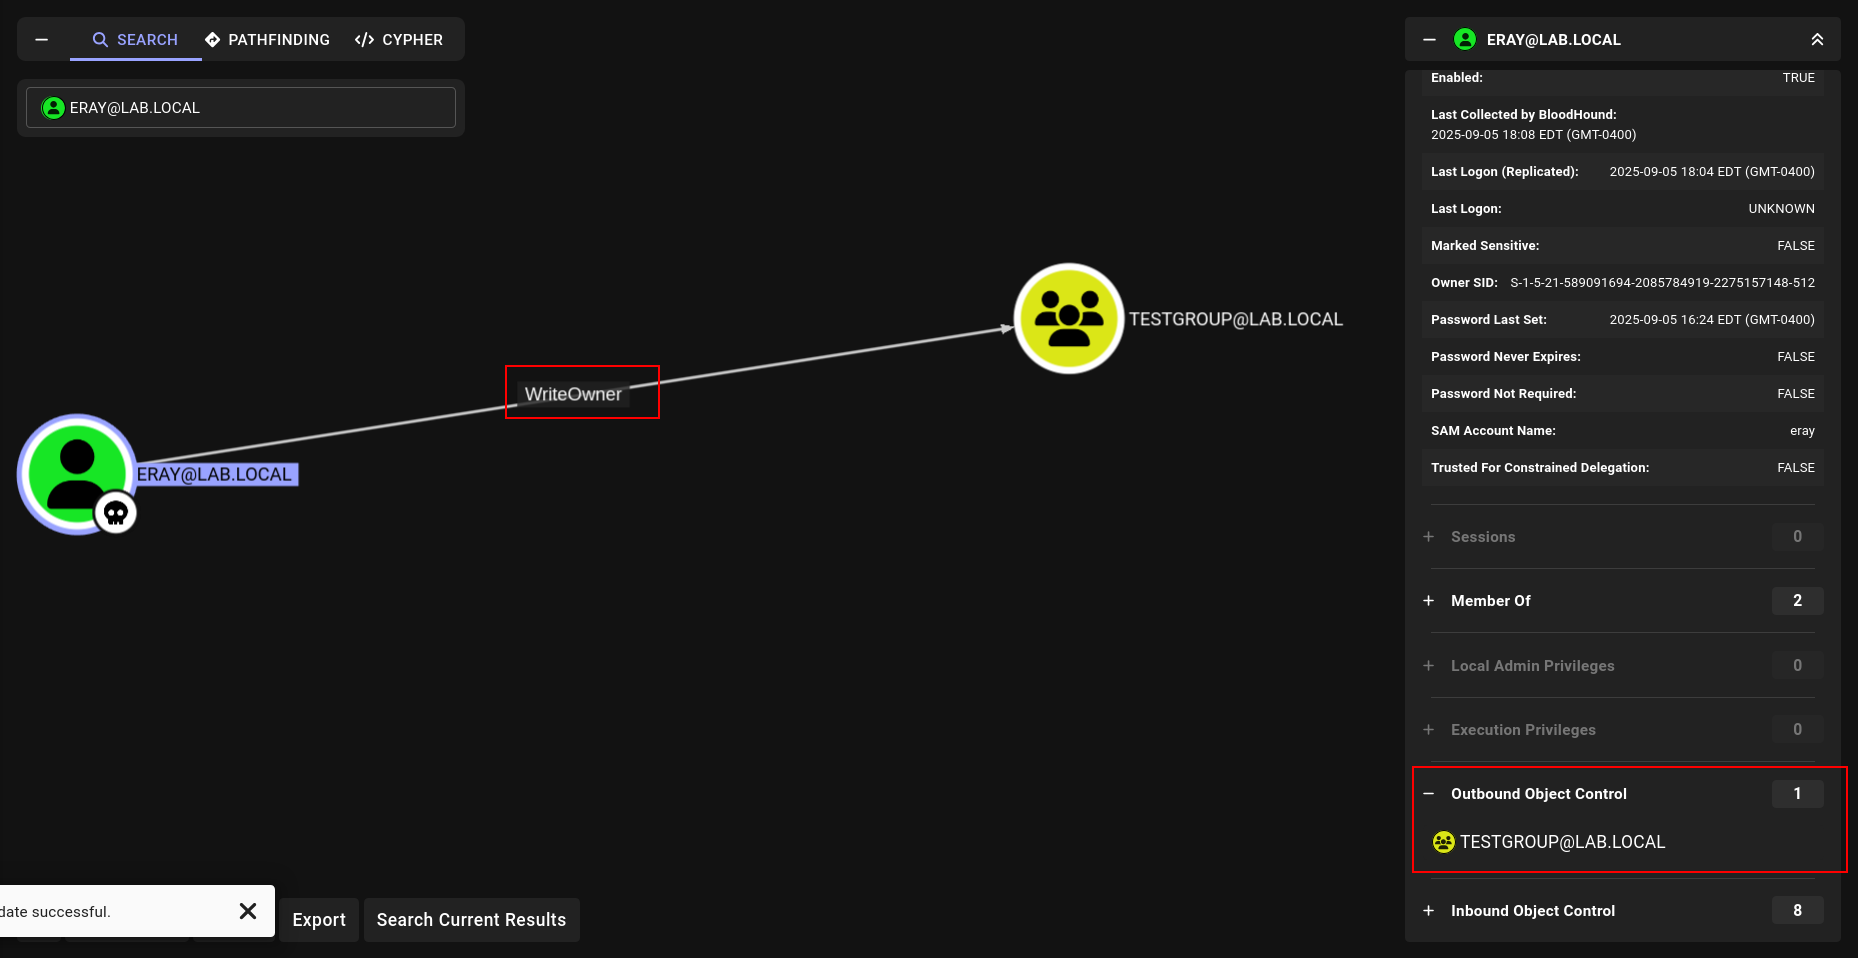 SEARCH
PATHFINDING
CYPHER
ERAY@LAB.LOCAL
WriteOwner
TESTGROUP@LAB.LOCAL
ERAY@LAB.LOCAL
date successful.
Export
Search Current Results
ERAY@LAB.LOCAL
Enabled: TRUE
Last Collected by BloodHound:
2025-09-05 18:08 EDT (GMT-0400)
Last Logon (Replicated): 2025-09-05 18:04 EDT (GMT-0400)
Last Logon: UNKNOWN
Marked Sensitive: FALSE
Owner SID: S-1-5-21-589091694-2085784919-2275157148-512
Password Last Set: 2025-09-05 16:24 EDT (GMT-0400)
Password Never Expires: FALSE
Password Not Required: FALSE
SAM Account Name: eray
Trusted For Constrained Delegation: FALSE
Sessions 0
Member Of 2
Local Admin Privileges 0
Execution Privileges 0
Outbound Object Control 1
TESTGROUP@LAB.LOCAL
Inbound Object Control 8